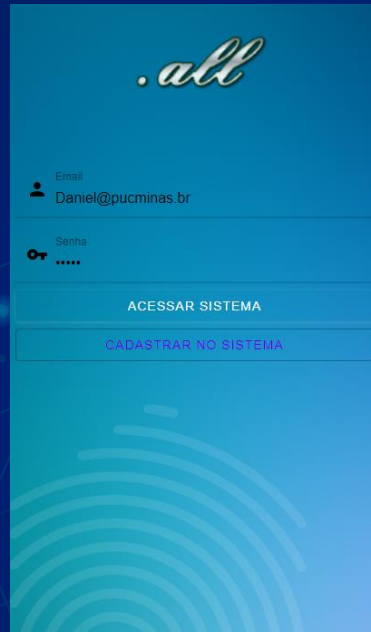 .all
Email
Daniel@pucminas.br
Senha
•••••
ACESSAR SISTEMA
CADASTRAR NO SISTEMA